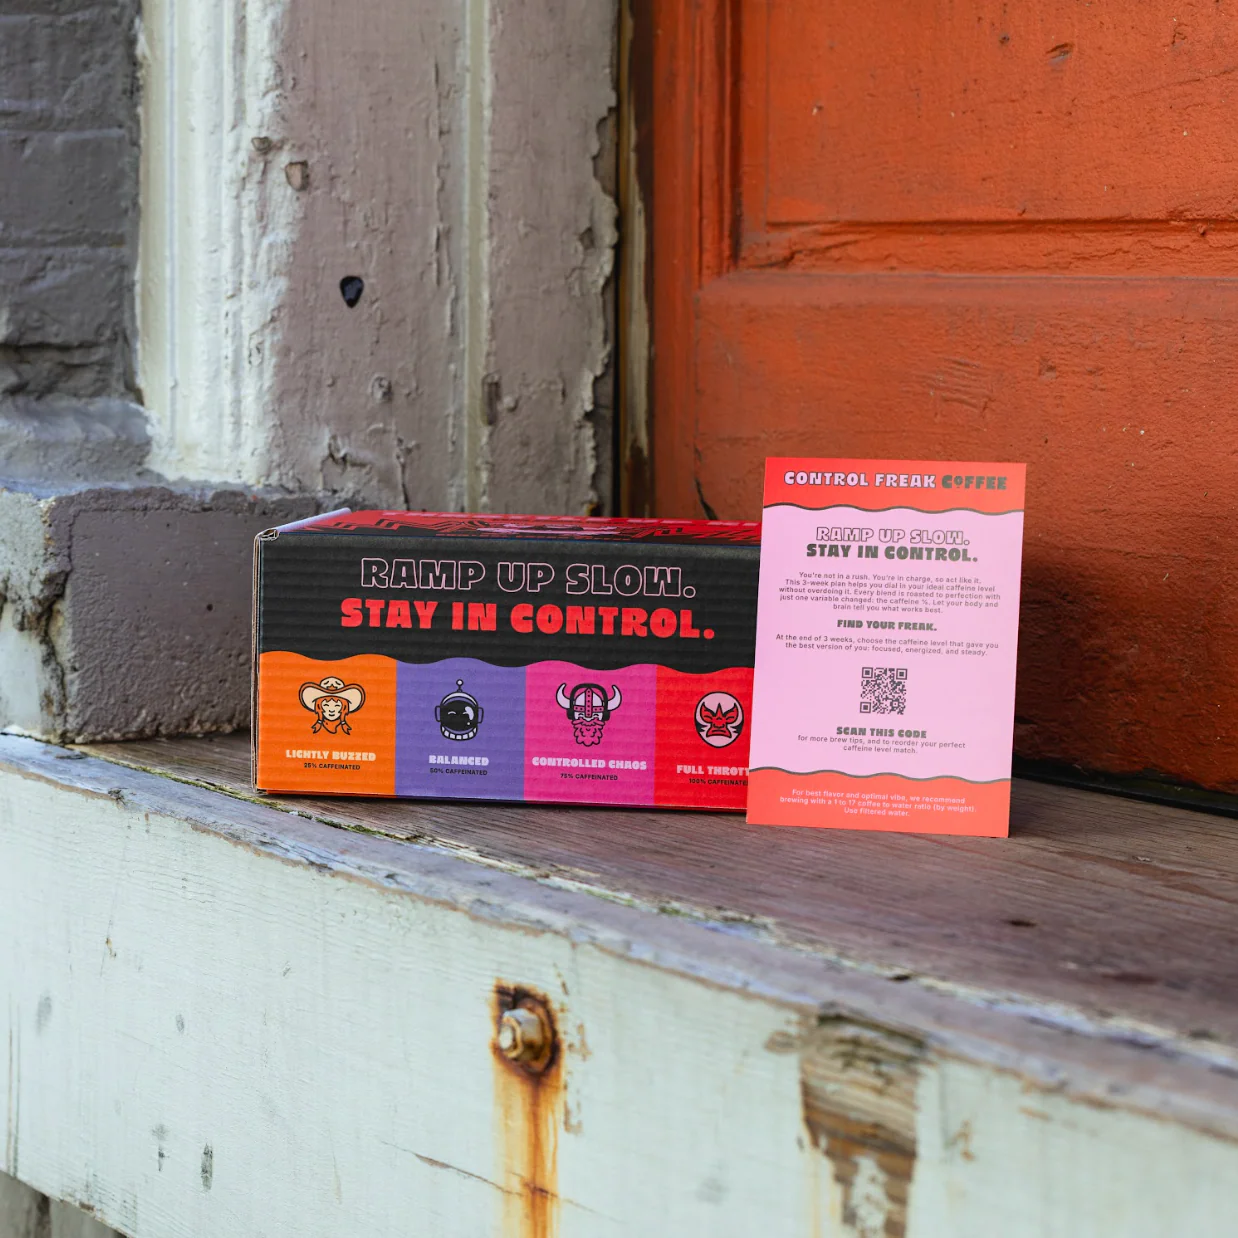 RAMP UP SLOW.
STAY IN CONTROL.
LIGHTLY BUZZED
25% CAFFEINATED
BALANCED
50% CAFFEINATED
CONTROLLED CHAOS
75% CAFFEINATED
FULL THROTT
100% CAFFEINATE
CONTROL FREAK COFFEE
RAMP UP SLOW.
STAY IN CONTROL.
You're not in a rush. You're in charge, so act like it.
This 3-week plan helps you dial in your ideal caffeine level
without overdoing it. Every blend is roasted to perfection with
just one variable changed: the caffeine %. Let your body and
brain tell you what works best.
FIND YOUR FREAK.
At the end of 3 weeks, choose the caffeine level that gave you
the best version of you: focused, energized, and steady.
SCAN THIS CODE
for more brew tips, and to reorder your perfect
caffeine level match.
For best flavor and optimal vibe, we recommend
brewing with a 1 to 17 coffee to water ratio (by weight).
Use filtered water.